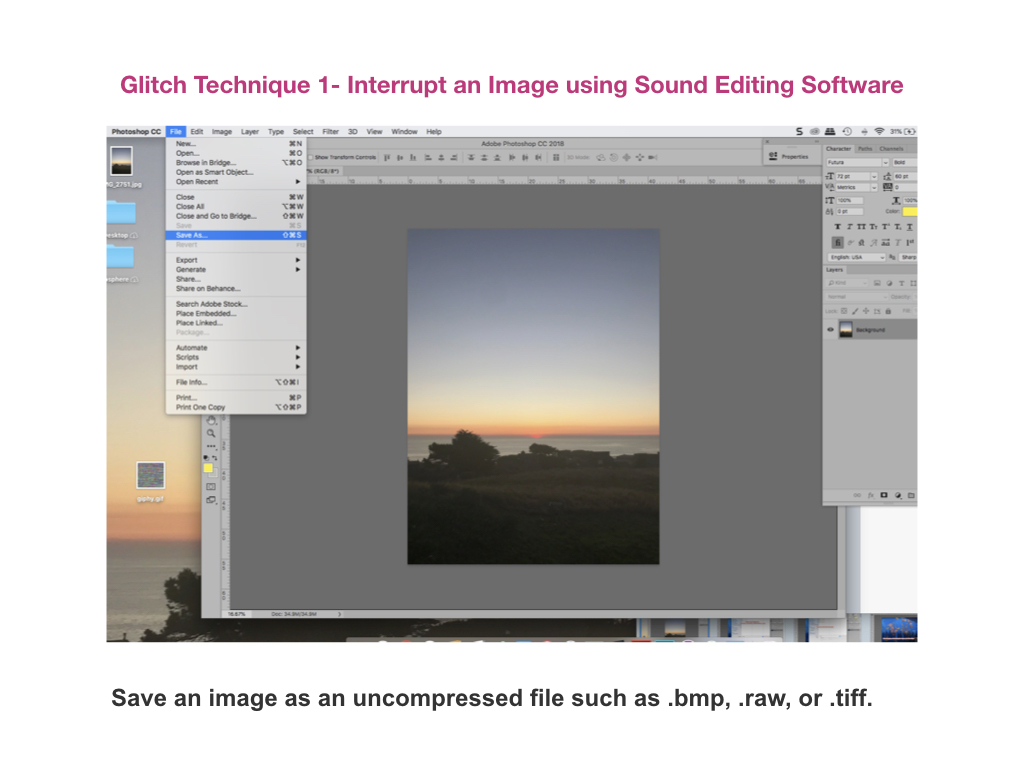 Glitch Technique 1- Interrupt an Image using Sound Editing Software
Photoshop CC File Edit Image Layer Type Select Filter 3D View Window Help
31%
Adobe Photoshop CC 2018
New... ⌘N
Open... ⌘O
Browse in Bridge... ⌥⌘O
Open as Smart Object...
Open Recent
Close ⌘W
Close All ⌥⌘W
Close and Go to Bridge... ⇧⌘W
Save ⌘S
Save As... ⇧⌘S
Revert
Export
Generate
Share...
Share on Behance...
Search Adobe Stock...
Place Embedded...
Place Linked...
Package...
Automate
Scripts
Import
File Info... ⌥⇧⌘I
Print... ⌘P
Print One Copy ⌥⇧⌘P
Show Transform Controls
Properties
Character Paths Channels
Futura Bold
72 pt 60 pt
Metrics 0
100% 100%
0 pt Color:
English: USA Sharp
Layers
Normal Opacity:
Background
giphy.gif
16.67% Doc: 34.9M/34.9M
Save an image as an uncompressed file such as .bmp, .raw, or .tiff.